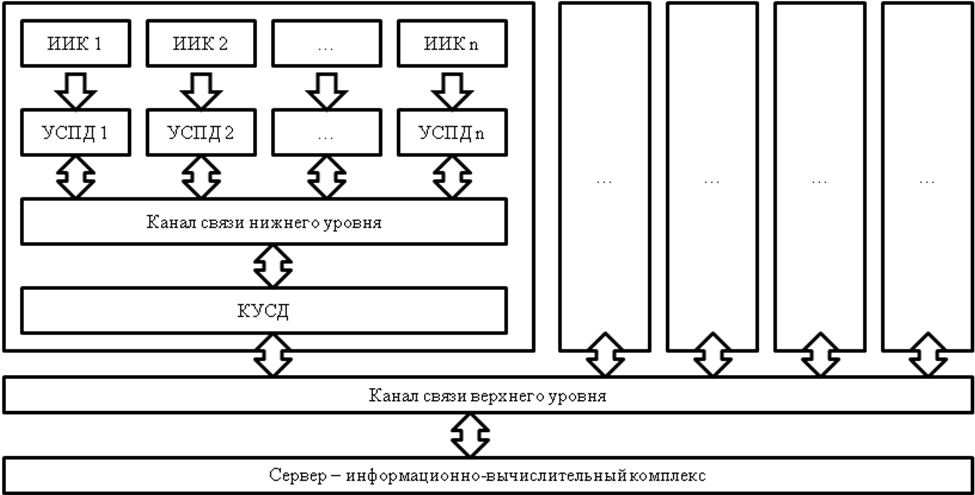 ИИК 1 ИИК 2 ... ИИК n
УСПД 1 УСПД 2 ... УСПД n
... ... ... ...
Канал связи нижнего уровня
КУСД
Канал связи верхнего уровня
Сервер – информационно-вычислительный комплекс